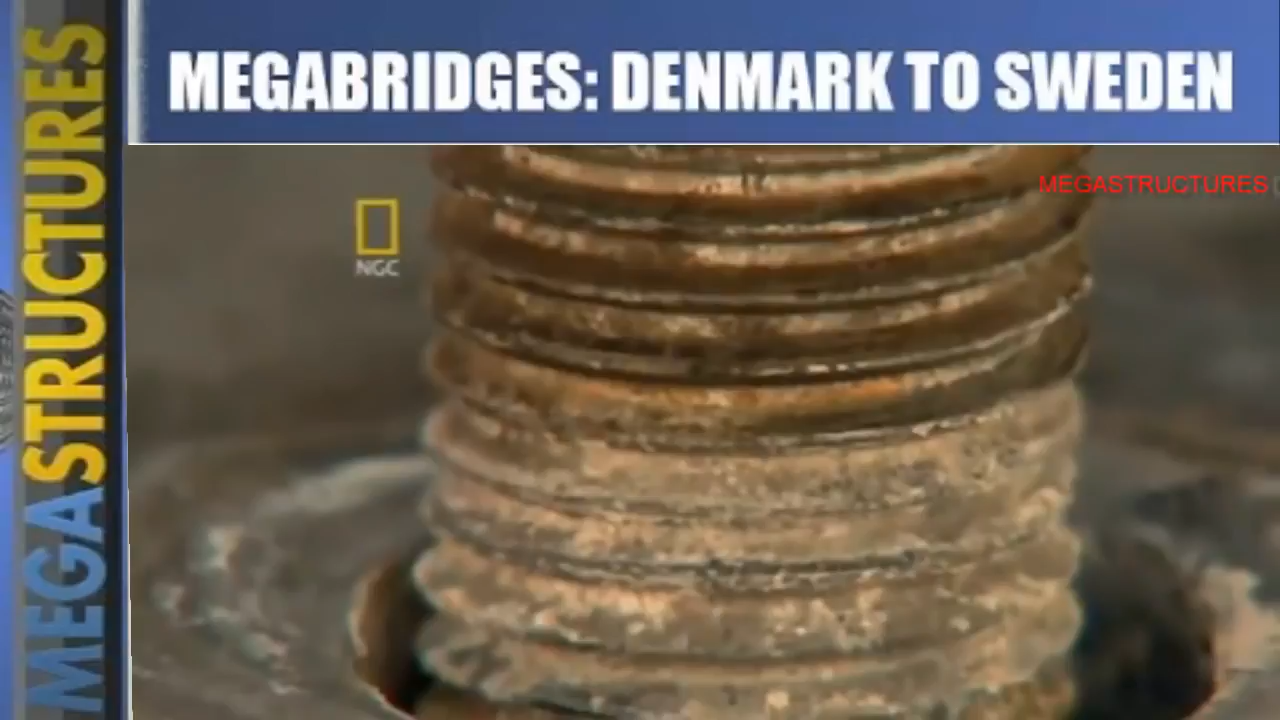 MEGABRIDGES: DENMARK TO SWEDEN
MEGASTRUCTURES
NGC
MEGASTRUCTURES